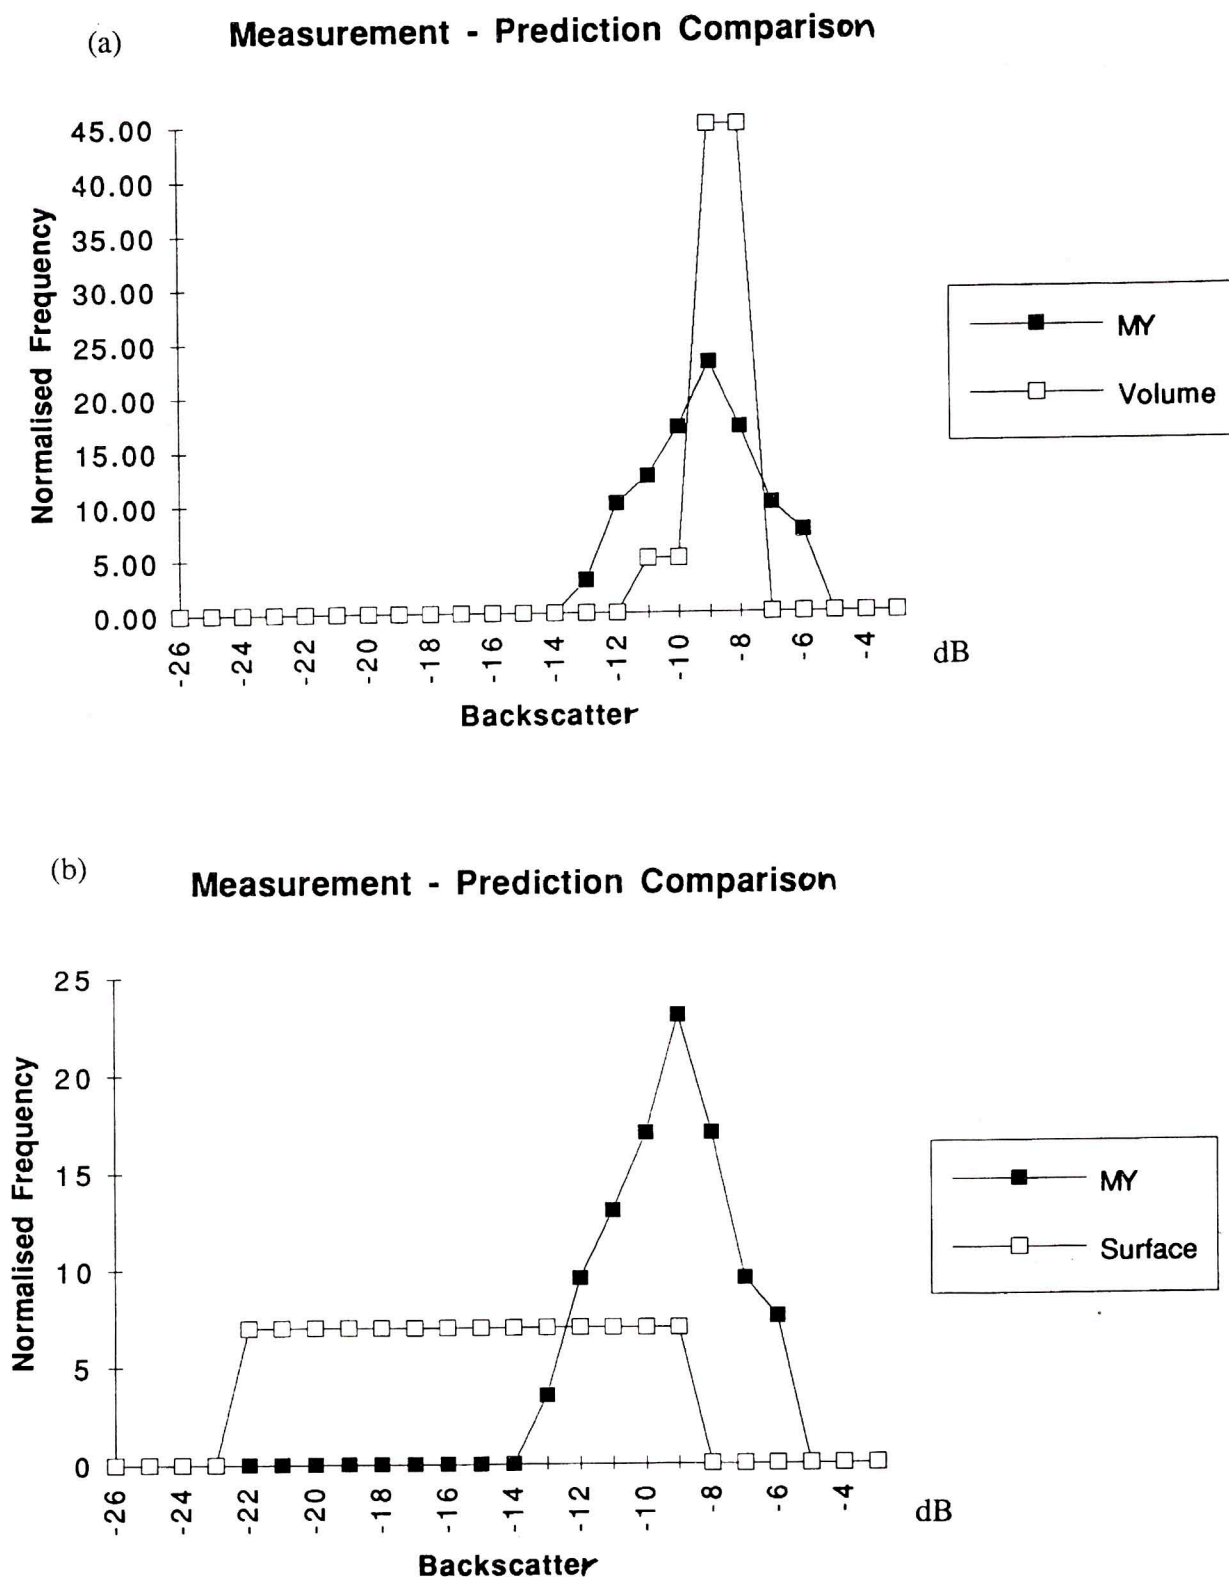 (a)
Measurement - Prediction Comparison
45.00
40.00
35.00
30.00
25.00
20.00
15.00
10.00
5.00
0.00
Normalised Frequency
-26
-24
-22
-20
-18
-16
-14
-12
-10
-8
-6
-4
dB
Backscatter
MY
Volume
(b)
Measurement - Prediction Comparison
25
20
15
10
5
0
Normalised Frequency
-26
-24
-22
-20
-18
-16
-14
-12
-10
-8
-6
-4
dB
Backscatter
MY
Surface